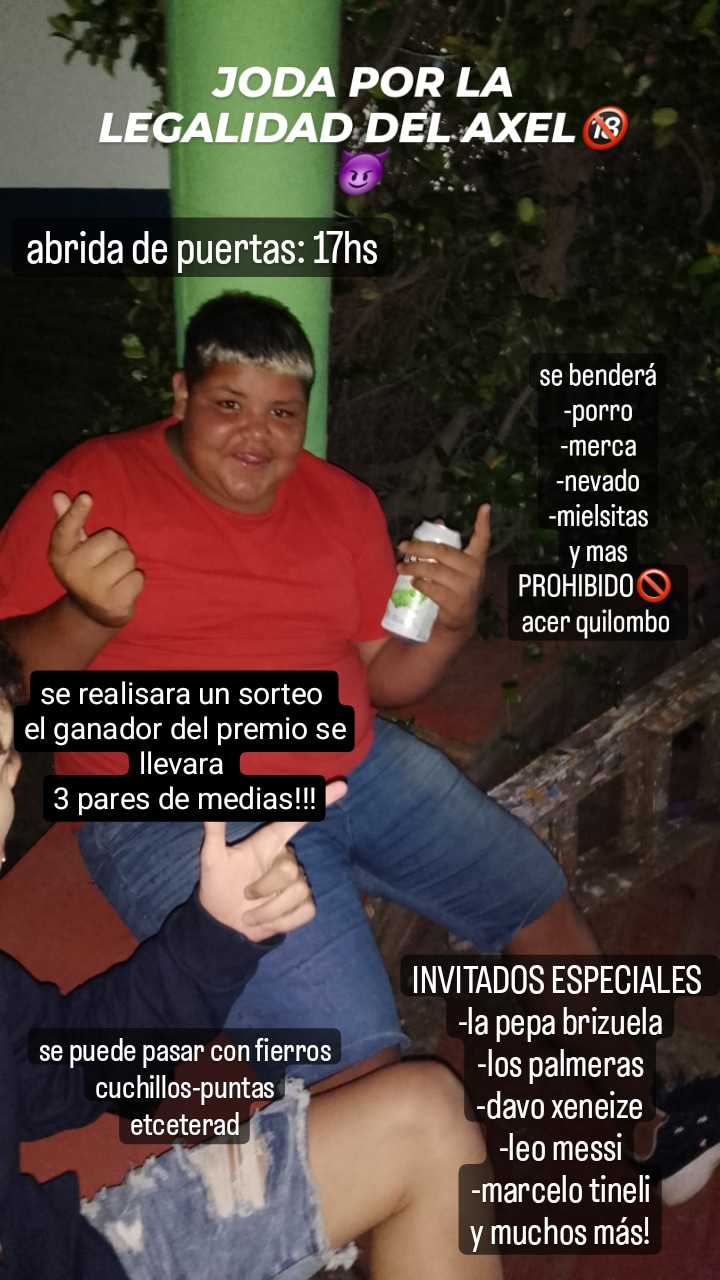 JODA POR LA
LEGALIDAD DEL AXEL🔞
😈
abrida de puertas: 17hs
se benderá
-porro
-merca
-nevado
-mielsitas
y mas
PROHIBIDO🚫
acer quilombo
se realisara un sorteo
el ganador del premio se
llevara
3 pares de medias!!!
se puede pasar con fierros
cuchillos-puntas
etceterad
INVITADOS ESPECIALES
-la pepa brizuela
-los palmeras
-davo xeneize
-leo messi
-marcelo tineli
y muchos más!